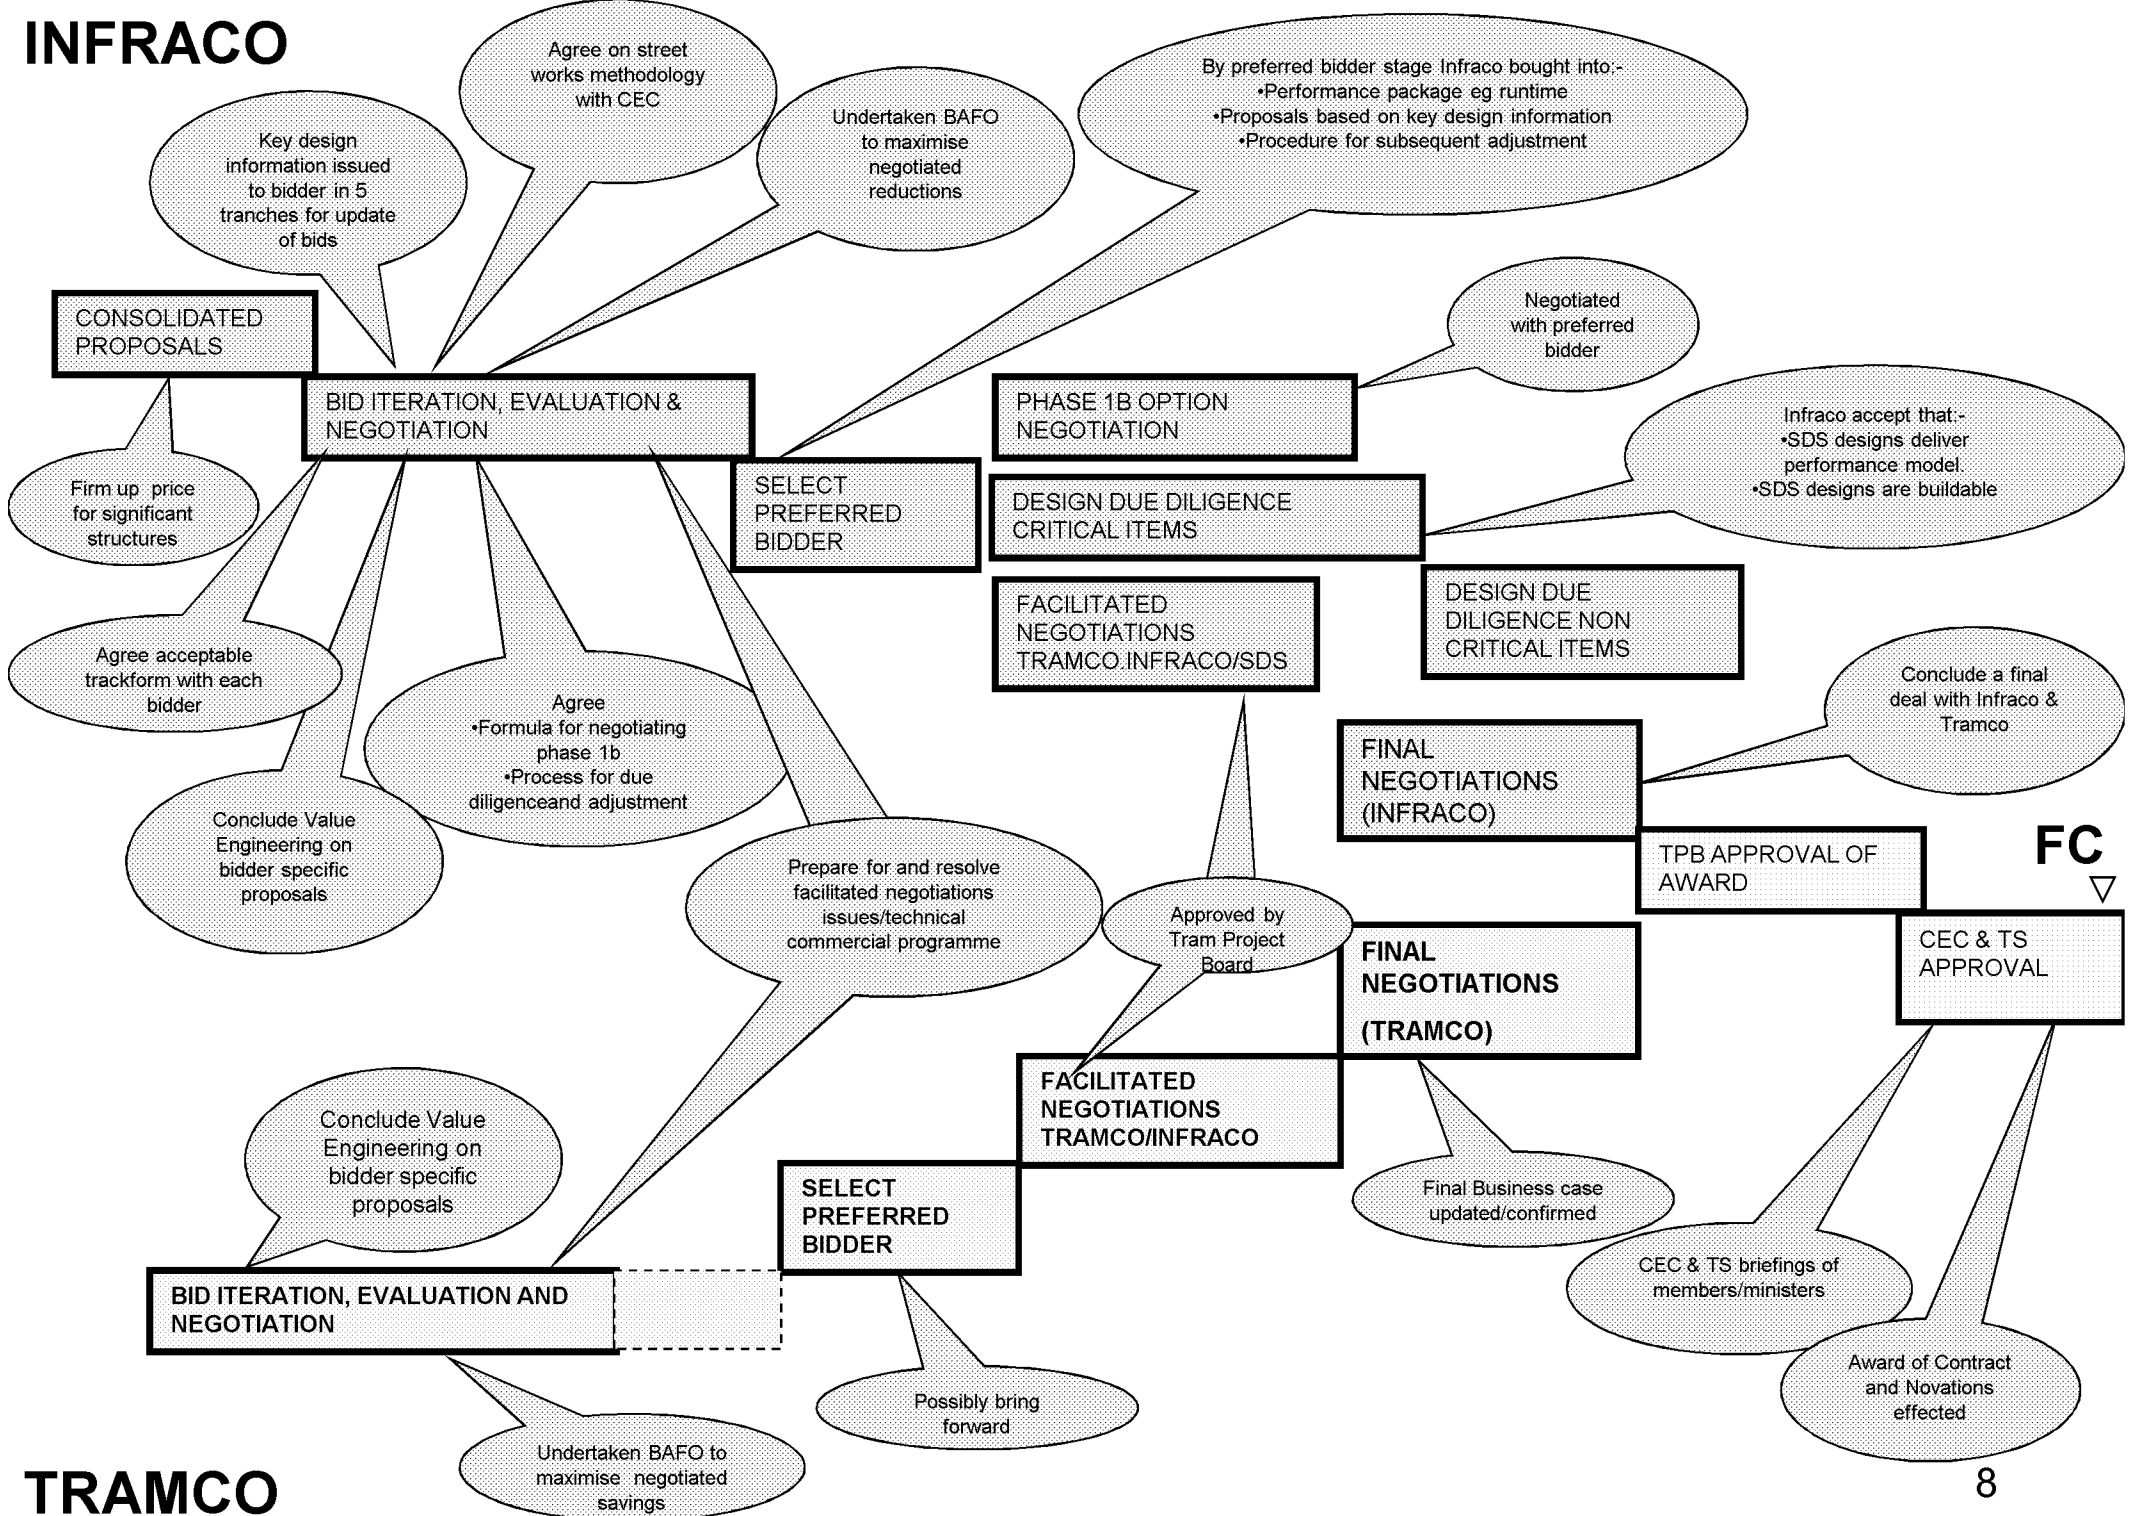 INFRACO
Agree on street
works methodology
with CEC
By preferred bidder stage Infraco bought into:-
•Performance package eg runtime
•Proposals based on key design information
•Procedure for subsequent adjustment
Undertaken BAFO
to maximise
negotiated
reductions
Key design
information issued
to bidder in 5
tranches for update
of bids
Negotiated
with preferred
bidder
CONSOLIDATED
PROPOSALS
BID ITERATION, EVALUATION &
NEGOTIATION
PHASE 1B OPTION
NEGOTIATION
Infraco accept that:-
•SDS designs deliver
performance model.
•SDS designs are buildable
Firm up price
for significant
structures
SELECT
PREFERRED
BIDDER
DESIGN DUE DILIGENCE
CRITICAL ITEMS
FACILITATED
NEGOTIATIONS
TRAMCO.INFRACO/SDS
DESIGN DUE
DILIGENCE NON
CRITICAL ITEMS
Agree acceptable
trackform with each
bidder
Agree
•Formula for negotiating
phase 1b
•Process for due
diligenceand adjustment
Conclude a final
deal with Infraco &
Tramco
FINAL
NEGOTIATIONS
(INFRACO)
Conclude Value
Engineering on
bidder specific
proposals
Prepare for and resolve
facilitated negotiations
issues/technical
commercial programme
TPB APPROVAL OF
AWARD
FC
Approved by
Tram Project
Board
FINAL
NEGOTIATIONS
(TRAMCO)
CEC & TS
APPROVAL
FACILITATED
NEGOTIATIONS
TRAMCO/INFRACO
Conclude Value
Engineering on
bidder specific
proposals
SELECT
PREFERRED
BIDDER
Final Business case
updated/confirmed
CEC & TS briefings of
members/ministers
BID ITERATION, EVALUATION AND
NEGOTIATION
Possibly bring
forward
Award of Contract
and Novations
effected
Undertaken BAFO to
maximise negotiated
savings
TRAMCO
8